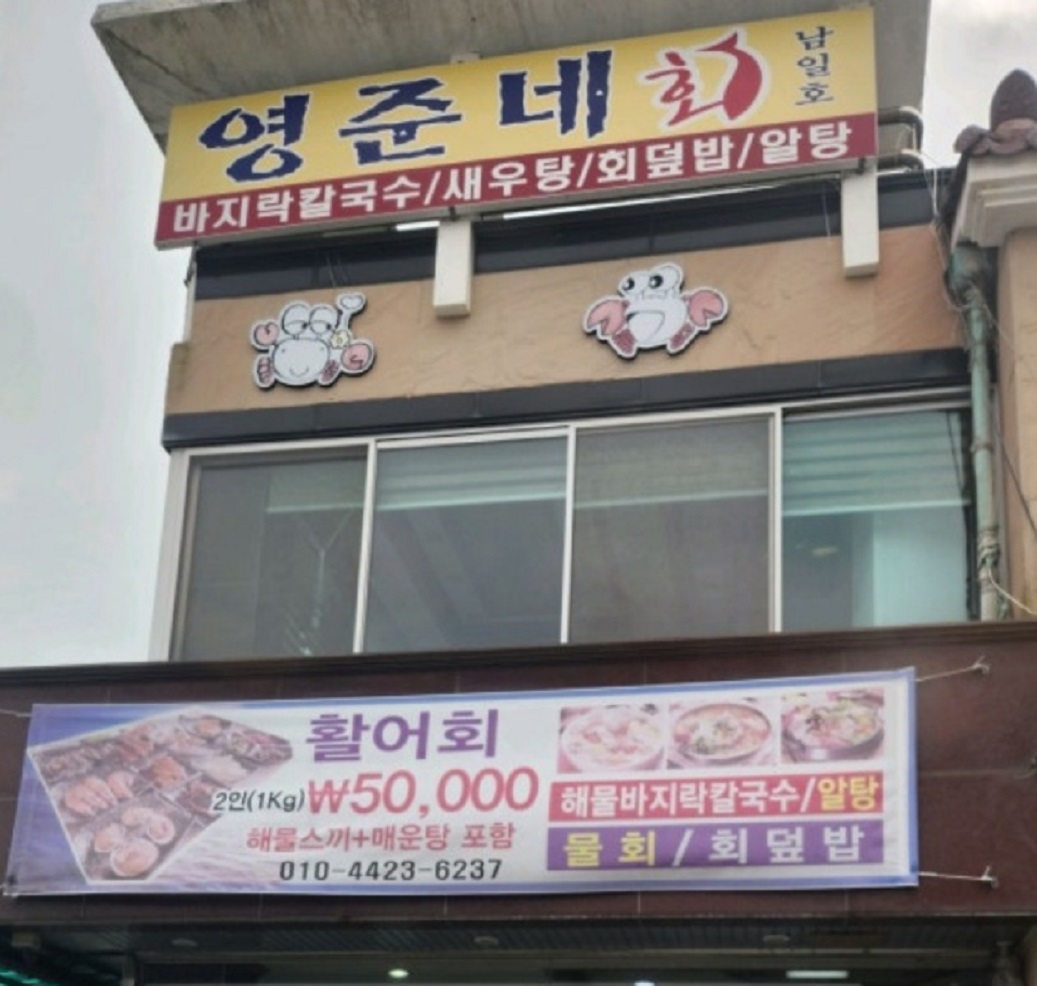 영준네 회 남일호
바지락칼국수/새우탕/회덮밥/알탕
활어회
2인(1Kg)₩50,000
해물스끼+매운탕 포함
010-4423-6237
해물바지락칼국수/알탕
물회/회덮밥